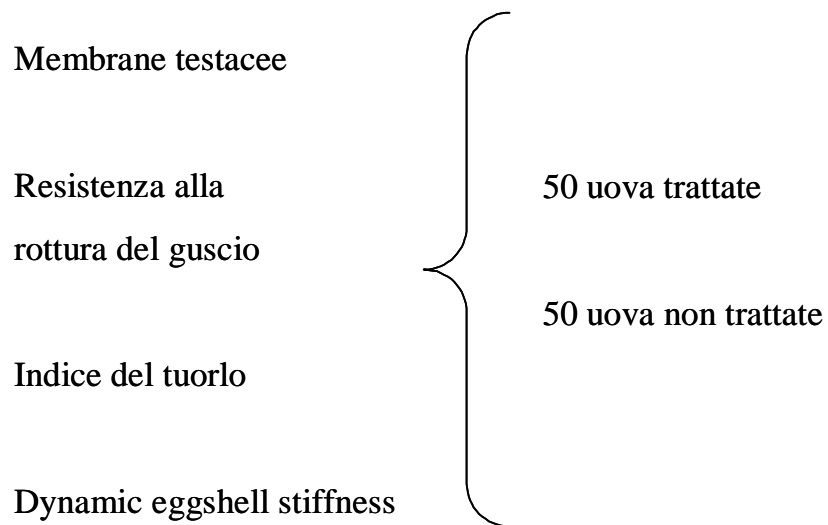 Membrane testacee
Resistenza alla
rottura del guscio
Indice del tuorlo
Dynamic eggshell stiffness
50 uova trattate
50 uova non trattate